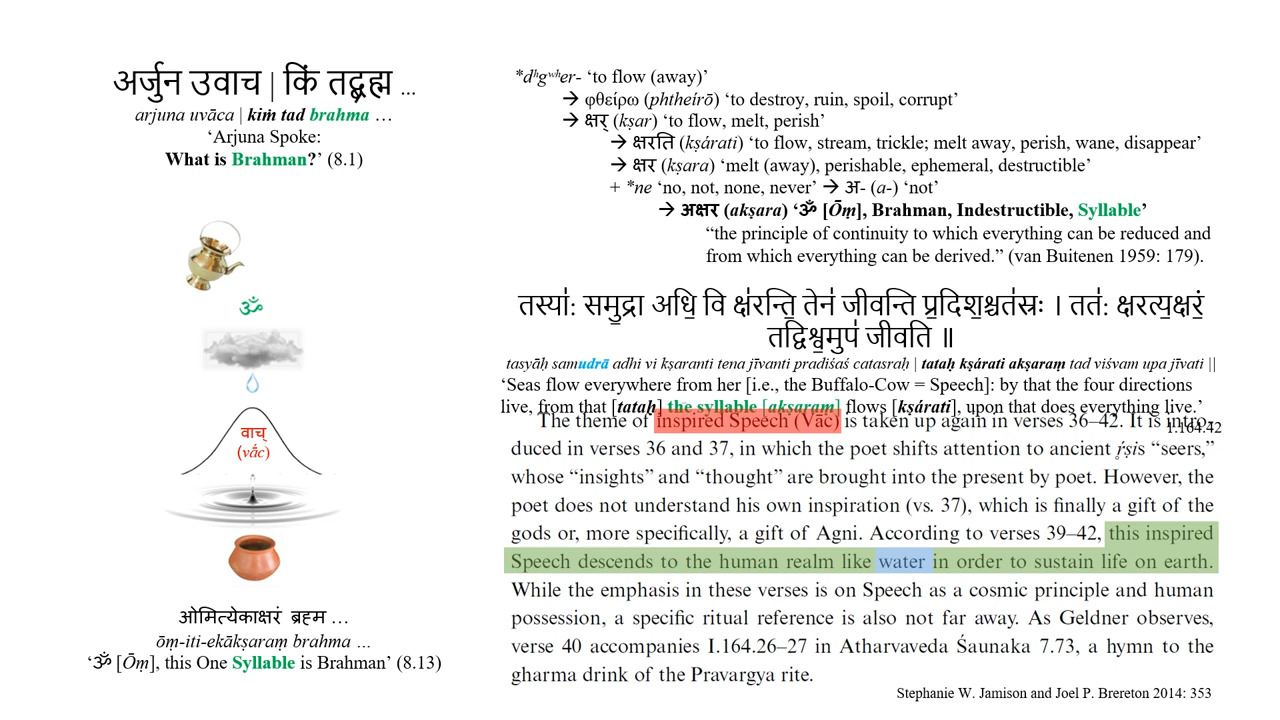 अर्जुन उवाच | किं तद्ब्रह्म ...
arjuna uvāca | kiṁ tad brahma …
‘Arjuna Spoke:
What is Brahman?’ (8.1)
ॐ
वाच्
(vā́c)
ओमित्येकाक्षरं ब्रह्म …
ōṃ-iti-ekākṣaraṃ brahma …
‘ॐ [Ōṃ], this One Syllable is Brahman’ (8.13)
*dʰgʷʰer- ‘to flow (away)’
→ φθείρω (phtheírō) ‘to destroy, ruin, spoil, corrupt’
→ क्षर् (kṣar) ‘to flow, melt, perish’
→ क्षरति (kṣárati) ‘to flow, stream, trickle; melt away, perish, wane, disappear’
→ क्षर (kṣara) ‘melt (away), perishable, ephemeral, destructible’
+ *ne ‘no, not, none, never’ → अ- (a-) ‘not’
→ अक्षर (akṣara) ‘ॐ [Ōṃ], Brahman, Indestructible, Syllable’
“the principle of continuity to which everything can be reduced and
from which everything can be derived.” (van Buitenen 1959: 179).
तस्या॑: समु॒द्रा अधि॒ वि क्ष॑रन्ति॒ तेन॑ जीवन्ति प्र॒दिश॒श्चत॑स्रः । तत॑: क्षरत्य॒क्षरं॒
तद्विश्व॒मुप॑ जीवति ॥
tasyāḥ samudrā adhi vi kṣaranti tena jīvanti pradiśaś catasraḥ | tataḥ kṣárati akṣaraṃ tad viśvam upa jīvati ||
‘Seas flow everywhere from her [i.e., the Buffalo-Cow = Speech]: by that the four directions
live, from that [tataḥ] the syllable [akṣaraṃ] flows [kṣárati], upon that does everything live.’
1.164.42
The theme of inspired Speech (Vāc) is taken up again in verses 36–42. It is intro-
duced in verses 36 and 37, in which the poet shifts attention to ancient ṛ́ṣis “seers,”
whose “insights” and “thought” are brought into the present by poet. However, the
poet does not understand his own inspiration (vs. 37), which is finally a gift of the
gods or, more specifically, a gift of Agni. According to verses 39–42, this inspired
Speech descends to the human realm like water in order to sustain life on earth.
While the emphasis in these verses is on Speech as a cosmic principle and human
possession, a specific ritual reference is also not far away. As Geldner observes,
verse 40 accompanies I.164.26–27 in Atharvaveda Śaunaka 7.73, a hymn to the
gharma drink of the Pravargya rite.
Stephanie W. Jamison and Joel P. Brereton 2014: 353